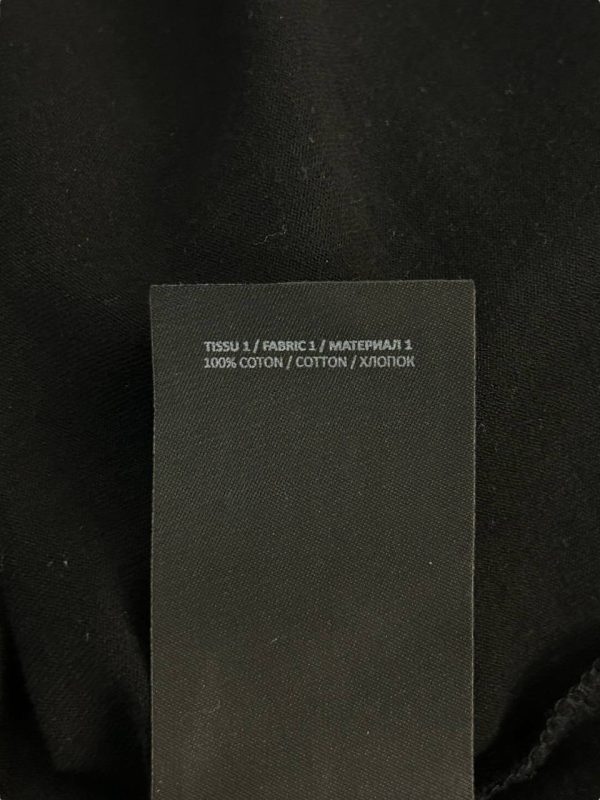 TISSU 1 / FABRIC 1 / МАТЕРИАЛ 1
100% COTON / COTTON / ХЛОПОК